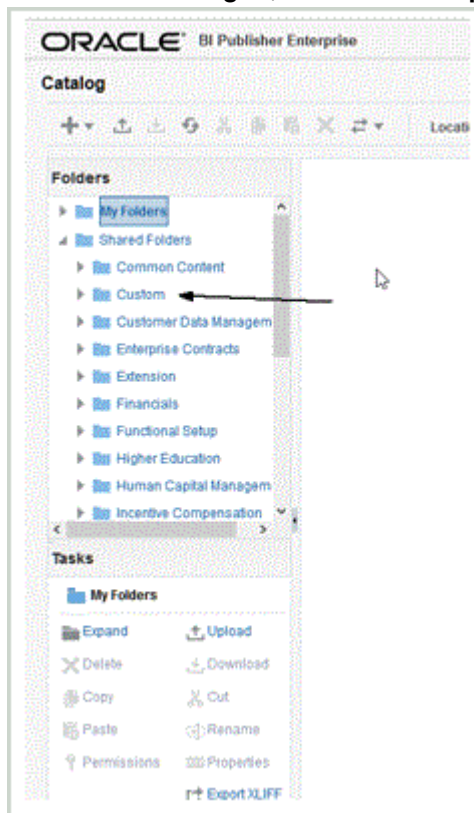 ORACLE BI Publisher Enterprise
Catalog
Folders
My Folders
Shared Folders
Common Content
Custom
Customer Data Managem
Enterprise Contracts
Extension
Financials
Functional Setup
Higher Education
Human Capital Managem
Incentive Compensation
Tasks
My Folders
Expand Upload
Delete Download
Copy Cut
Paste Rename
Permissions Properties
Export XLIFF